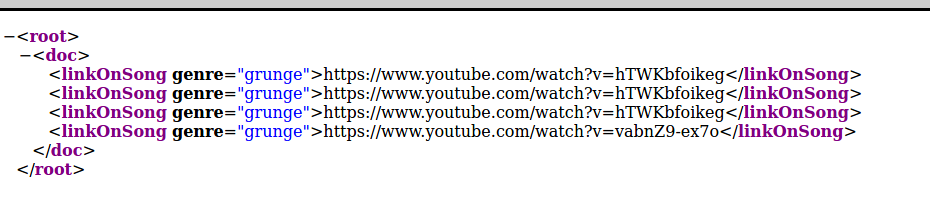 −<root>
−<doc>
<linkOnSong genre="grunge">https://www.youtube.com/watch?v=hTWKbfoikeg</linkOnSong>
<linkOnSong genre="grunge">https://www.youtube.com/watch?v=hTWKbfoikeg</linkOnSong>
<linkOnSong genre="grunge">https://www.youtube.com/watch?v=hTWKbfoikeg</linkOnSong>
<linkOnSong genre="grunge">https://www.youtube.com/watch?v=vabnZ9-ex7o</linkOnSong>
</doc>
</root>